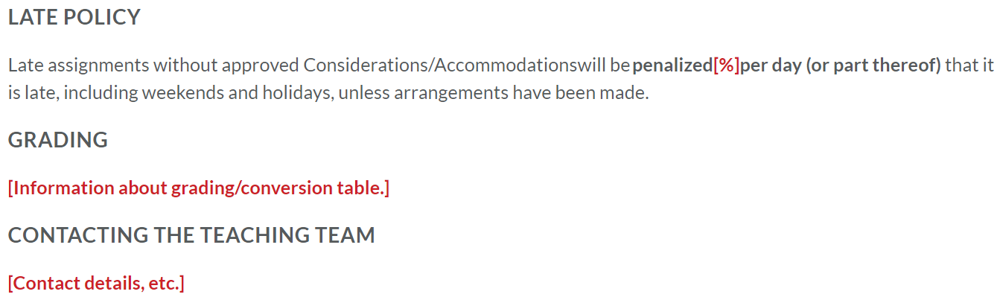 LATE POLICY
Late assignments without approved Considerations/Accommodationswill be penalized[%]per day (or part thereof) that it
is late, including weekends and holidays, unless arrangements have been made.
GRADING
[Information about grading/conversion table.]
CONTACTING THE TEACHING TEAM
[Contact details, etc.]